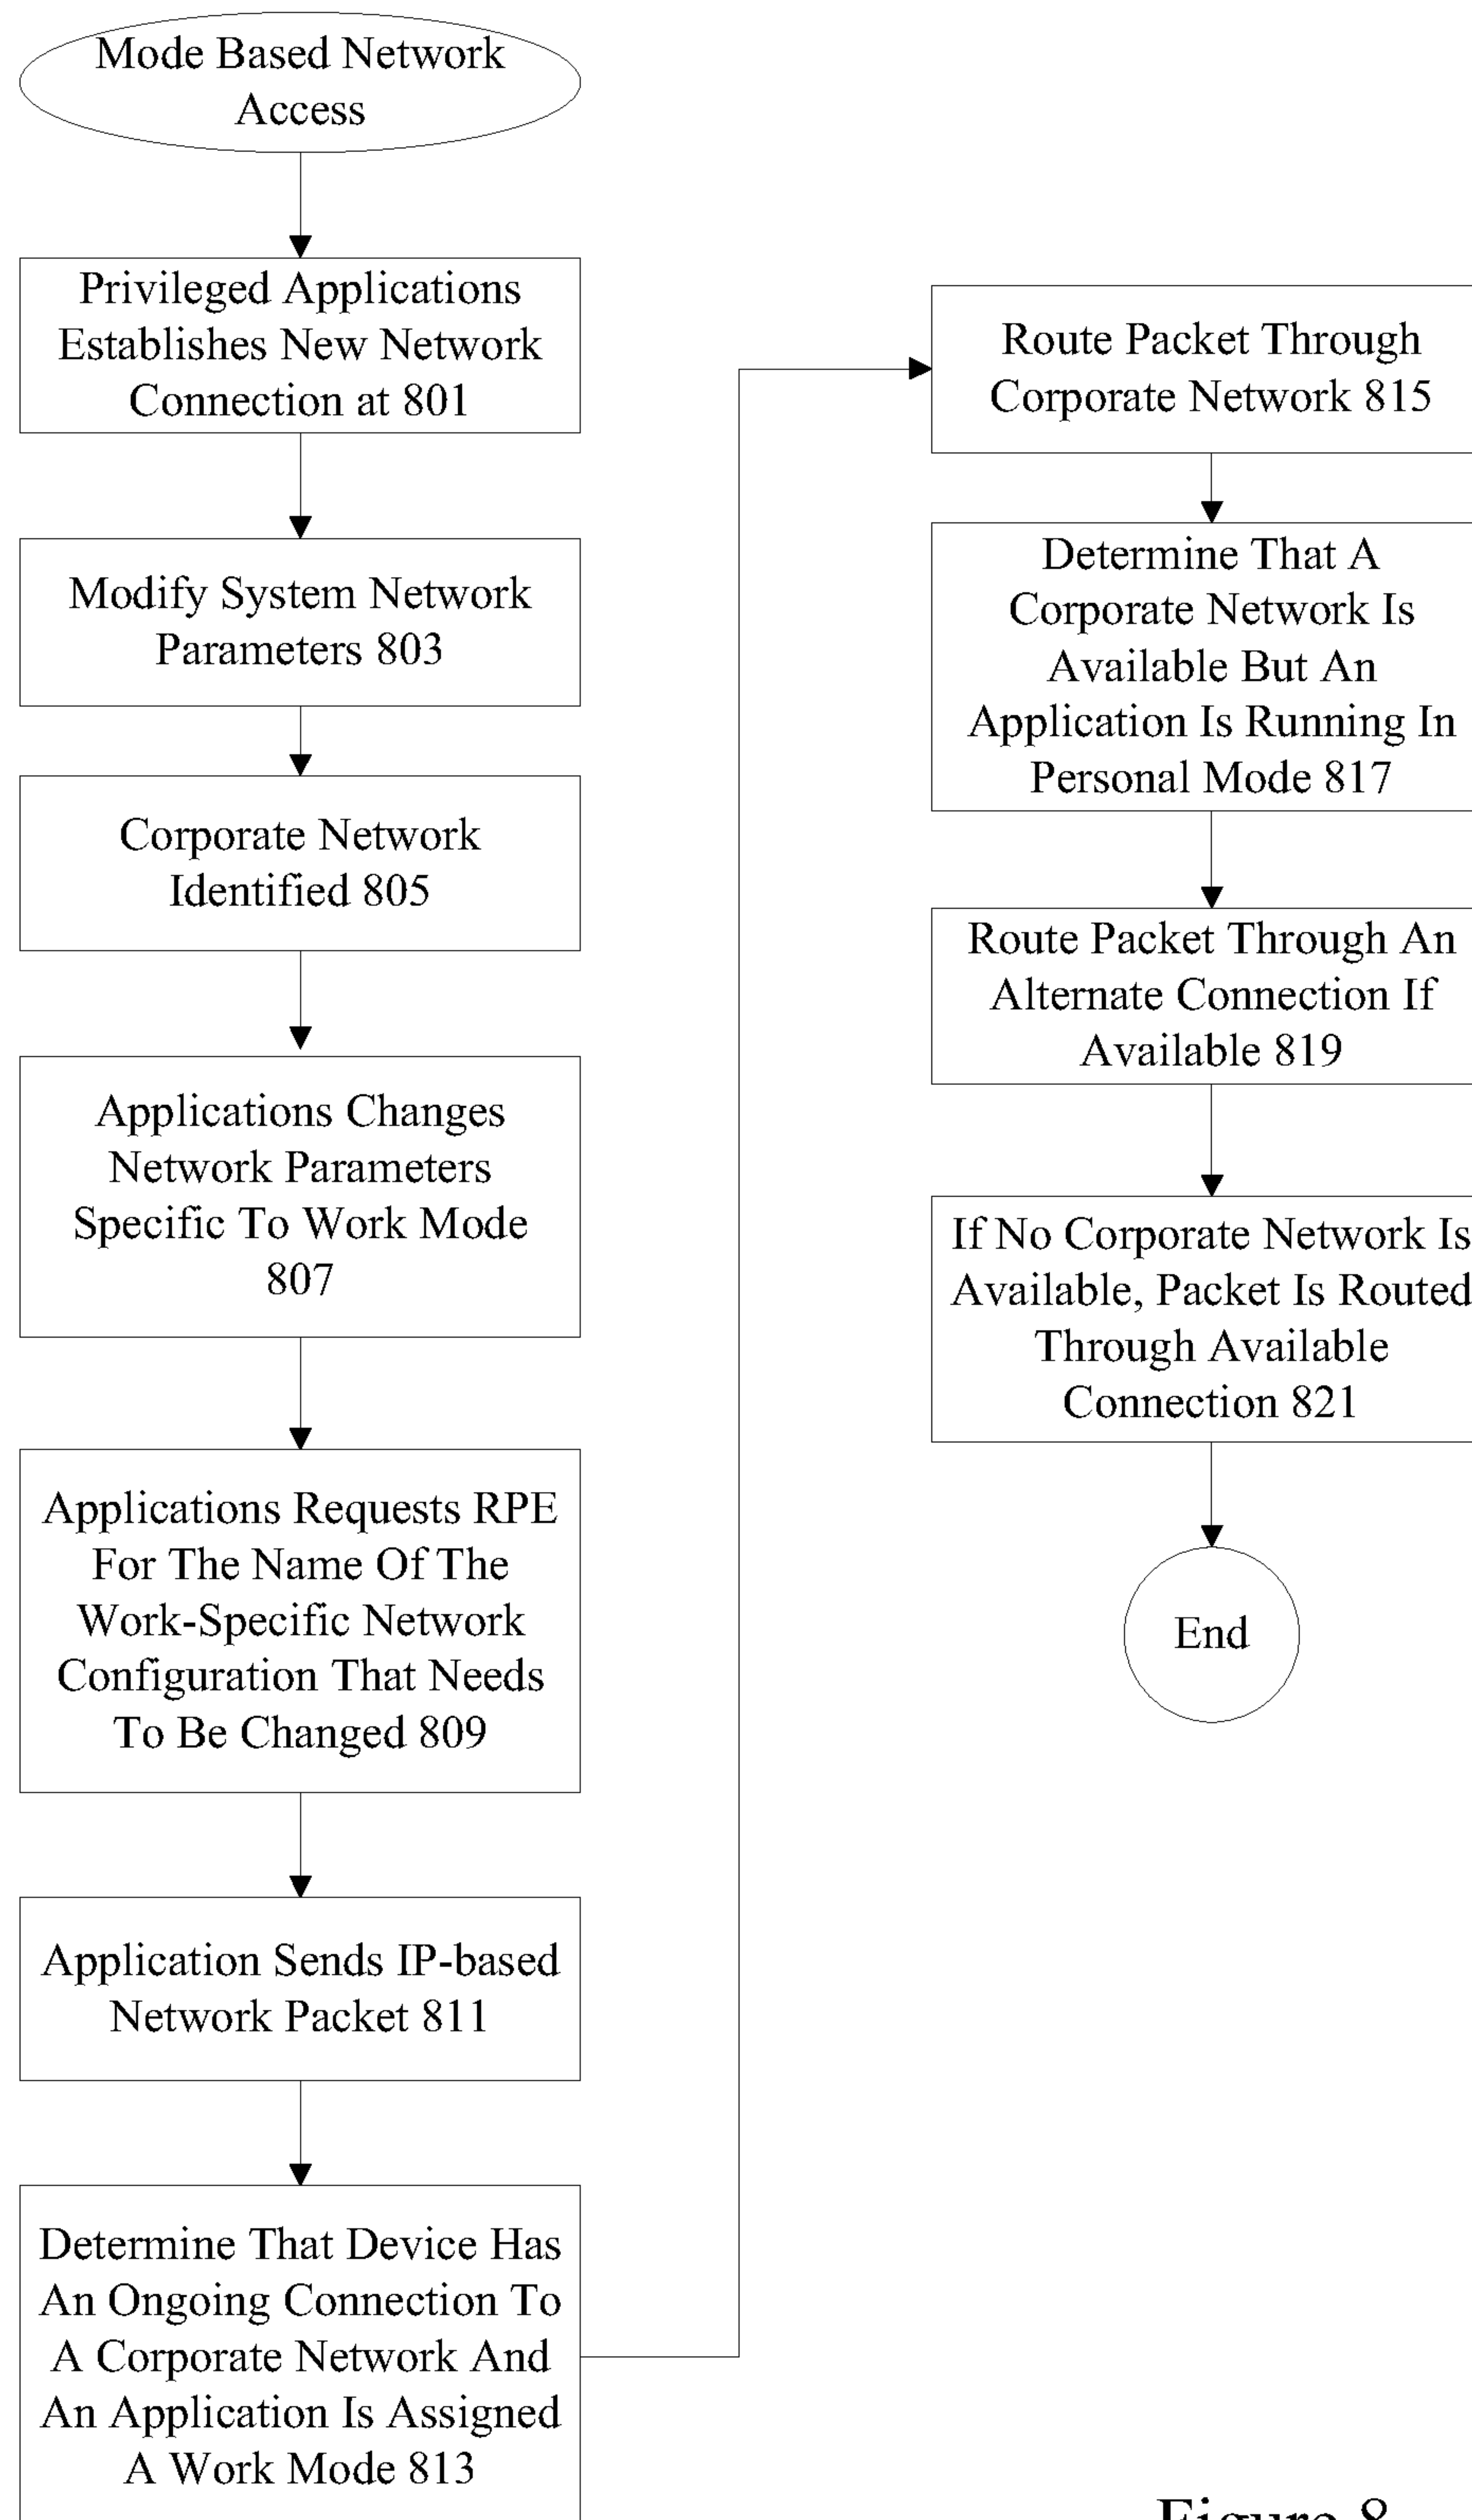 Mode Based Network
Access
Privileged Applications
Establishes New Network
Connection at 801
Modify System Network
Parameters 803
Corporate Network
Identified 805
Applications Changes
Network Parameters
Specific To Work Mode
807
Applications Requests RPE
For The Name Of The
Work-Specific Network
Configuration That Needs
To Be Changed 809
Application Sends IP-based
Network Packet 811
Determine That Device Has
An Ongoing Connection To
A Corporate Network And
An Application Is Assigned
A Work Mode 813
Route Packet Through
Corporate Network 815
Determine That A
Corporate Network Is
Available But An
Application Is Running In
Personal Mode 817
Route Packet Through An
Alternate Connection If
Available 819
If No Corporate Network Is
Available, Packet Is Routed
Through Available
Connection 821
End
Figure 8